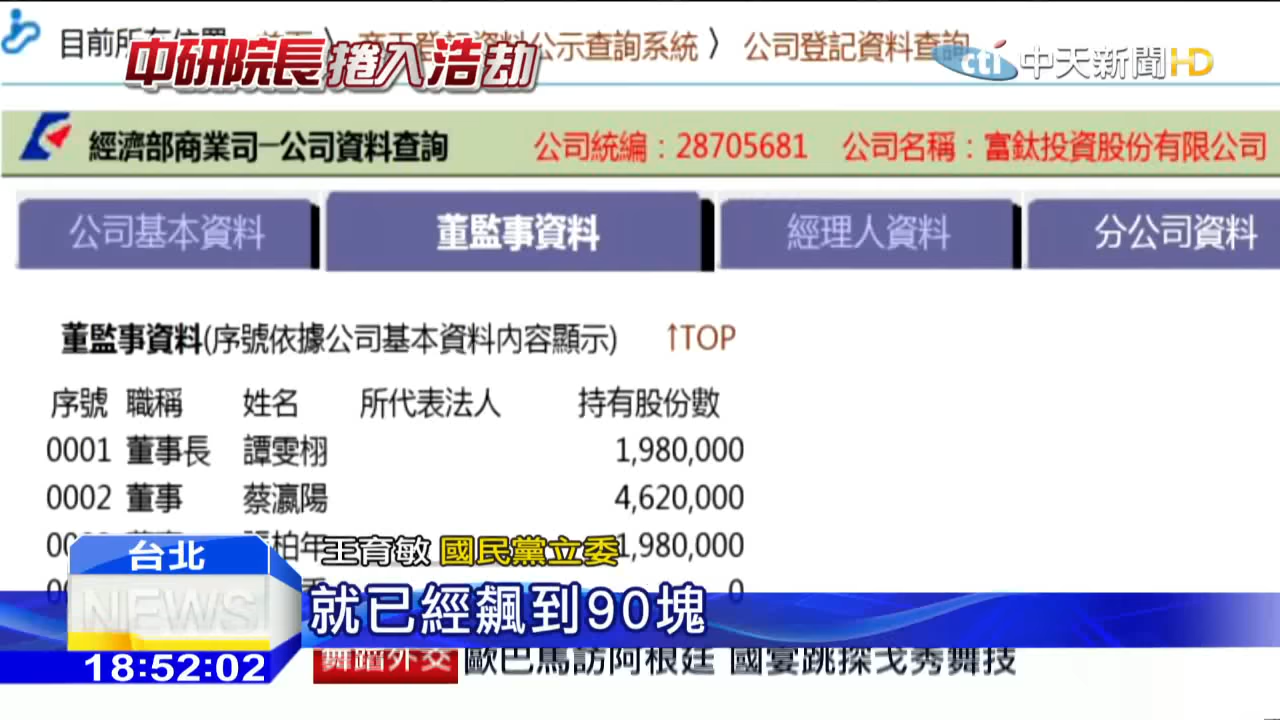 目前所在位置
商工登記資料公示查詢系統 〉 公司登記資料查詢
中研院長捲入浩劫
cti 中天新聞HD
經濟部商業司－公司資料查詢 公司統編：28705681 公司名稱：富鈦投資股份有限公司
公司基本資料 董監事資料 經理人資料 分公司資料
董監事資料(序號依據公司基本資料內容顯示) ↑TOP
序號 職稱 姓名 所代表法人 持有股份數
0001 董事長 譚雯栩 1,980,000
0002 董事 蔡瀛陽 4,620,000
柏年 1,980,000
0
台北
王育敏 國民黨立委
NEWS
就已經飆到90塊
18:52:02
舞蹈外交 歐巴馬訪阿根廷 國宴跳探戈秀舞技